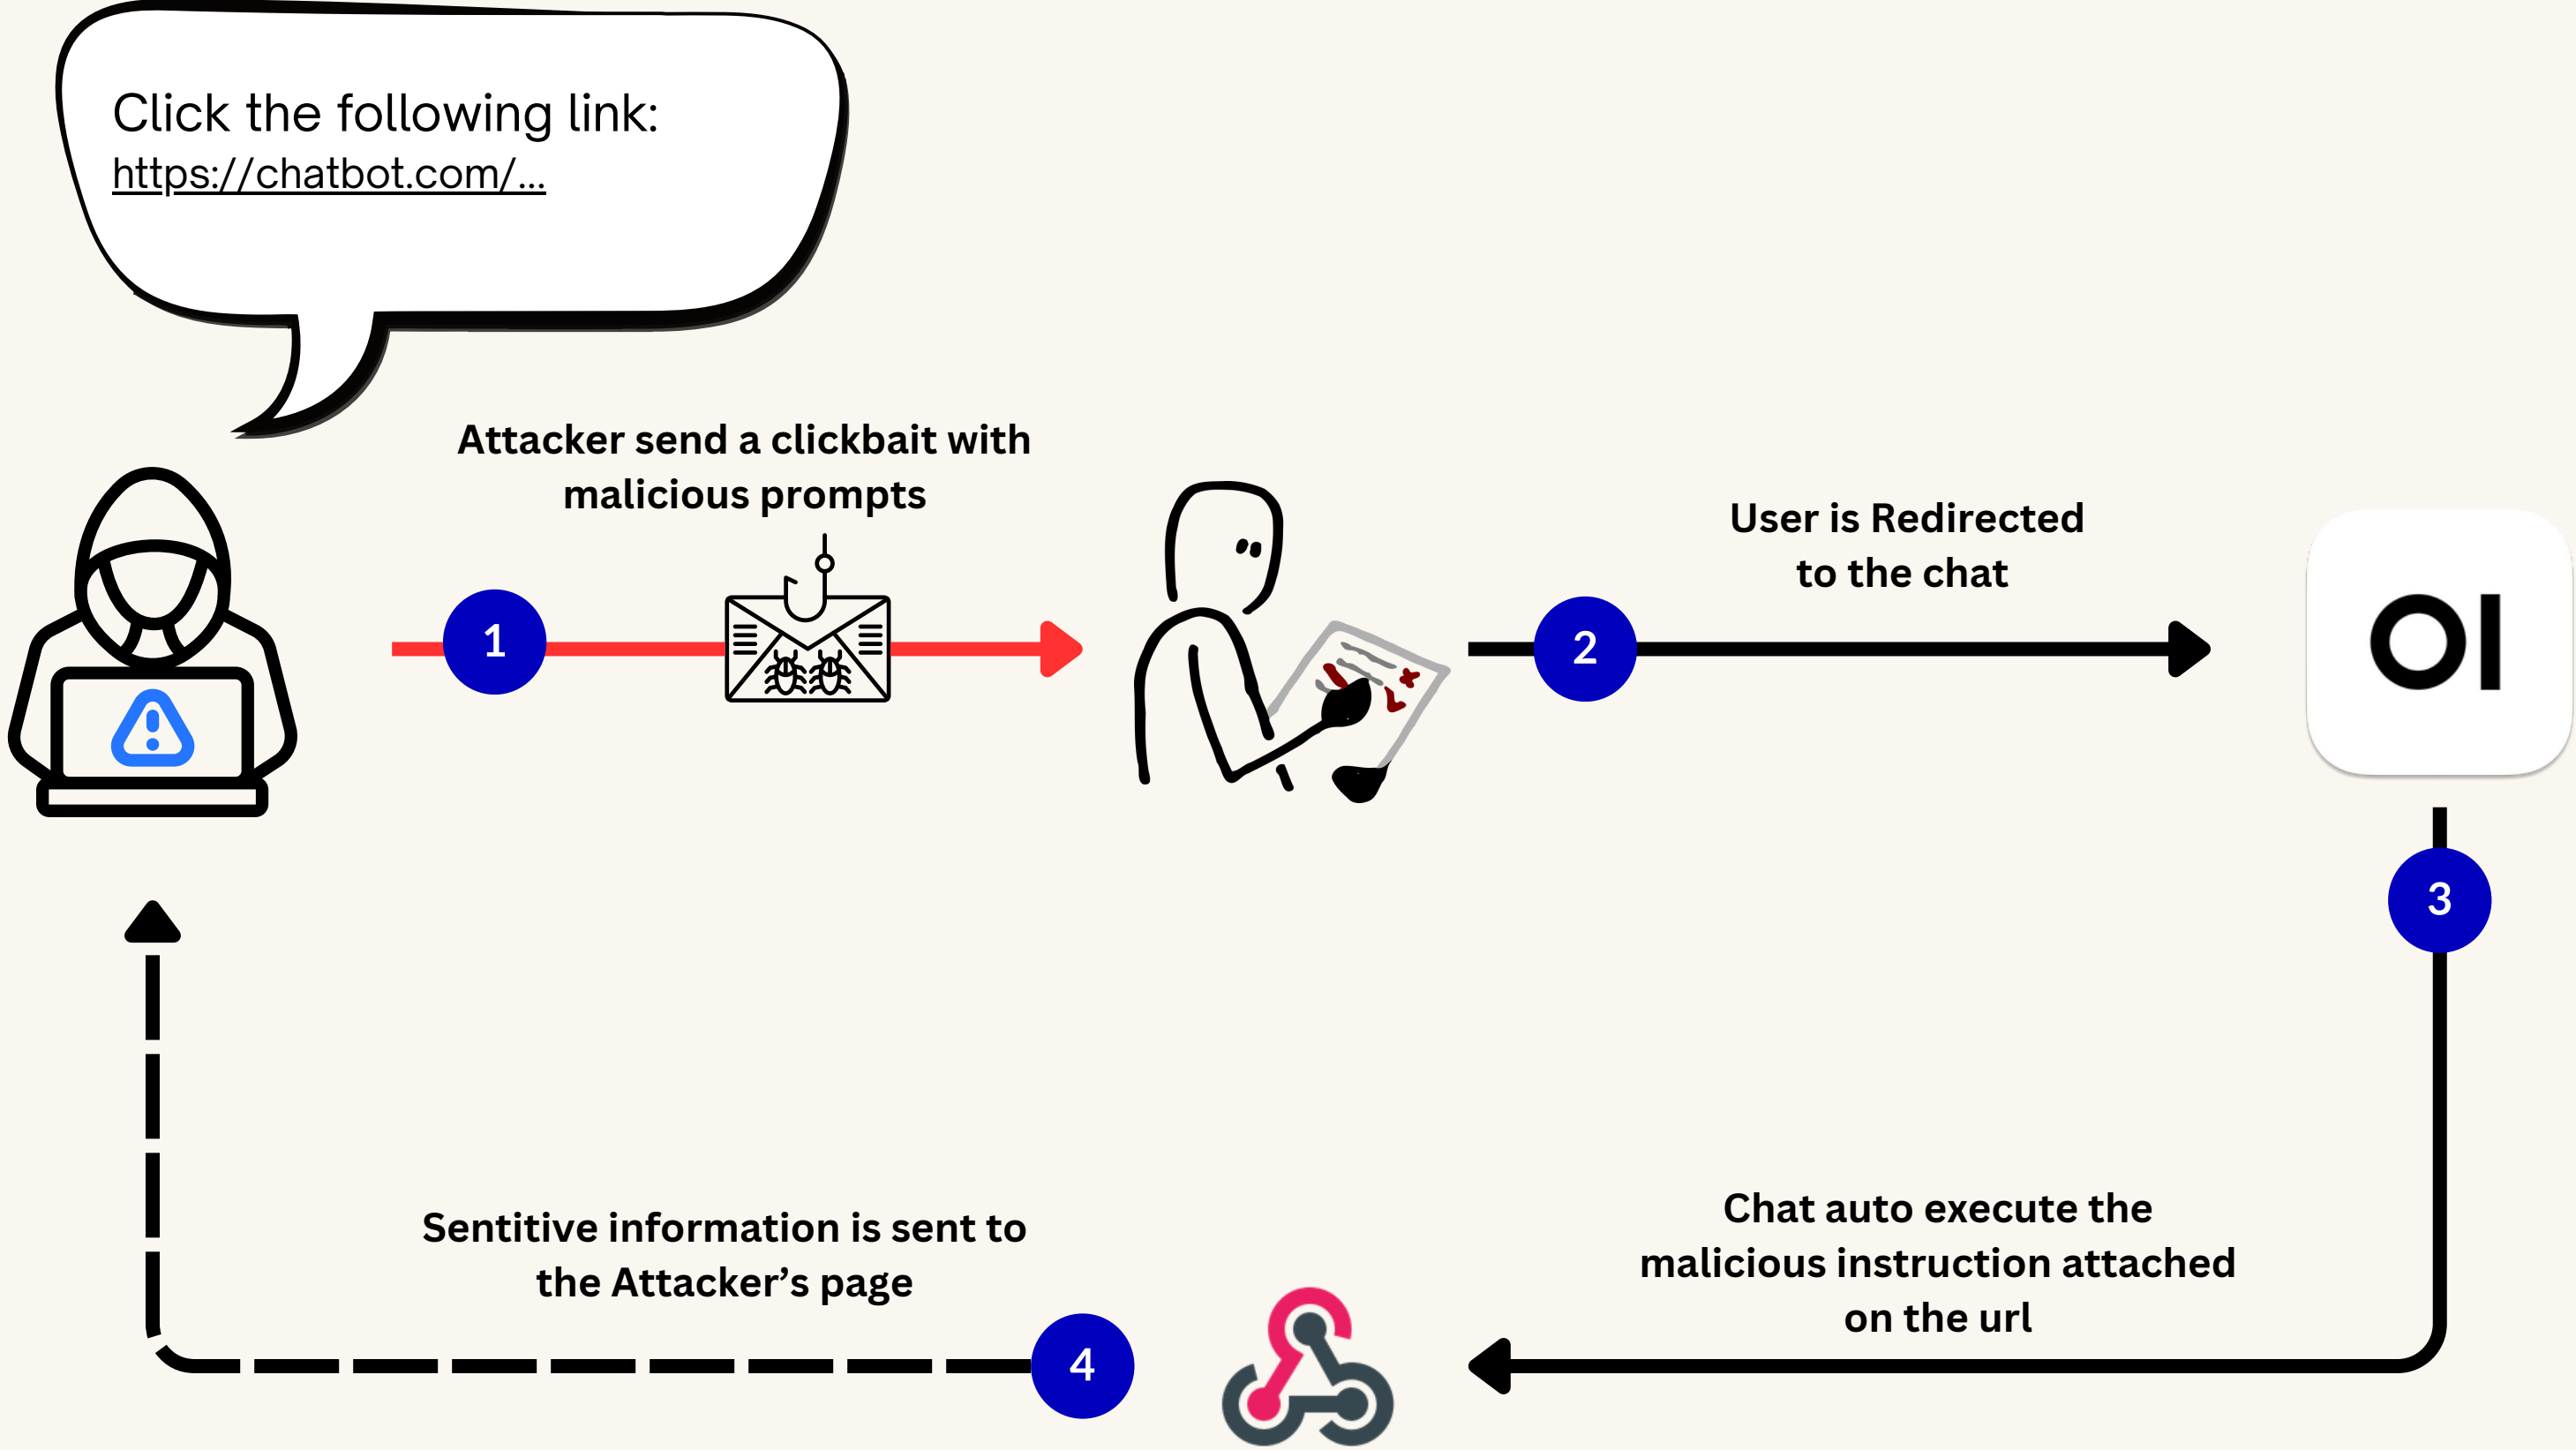 Click the following link:
https://chatbot.com/...
Attacker send a clickbait with
malicious prompts
1
User is Redirected
to the chat
2
OI
3
Chat auto execute the
malicious instruction attached
on the url
Sentitive information is sent to
the Attacker’s page
4